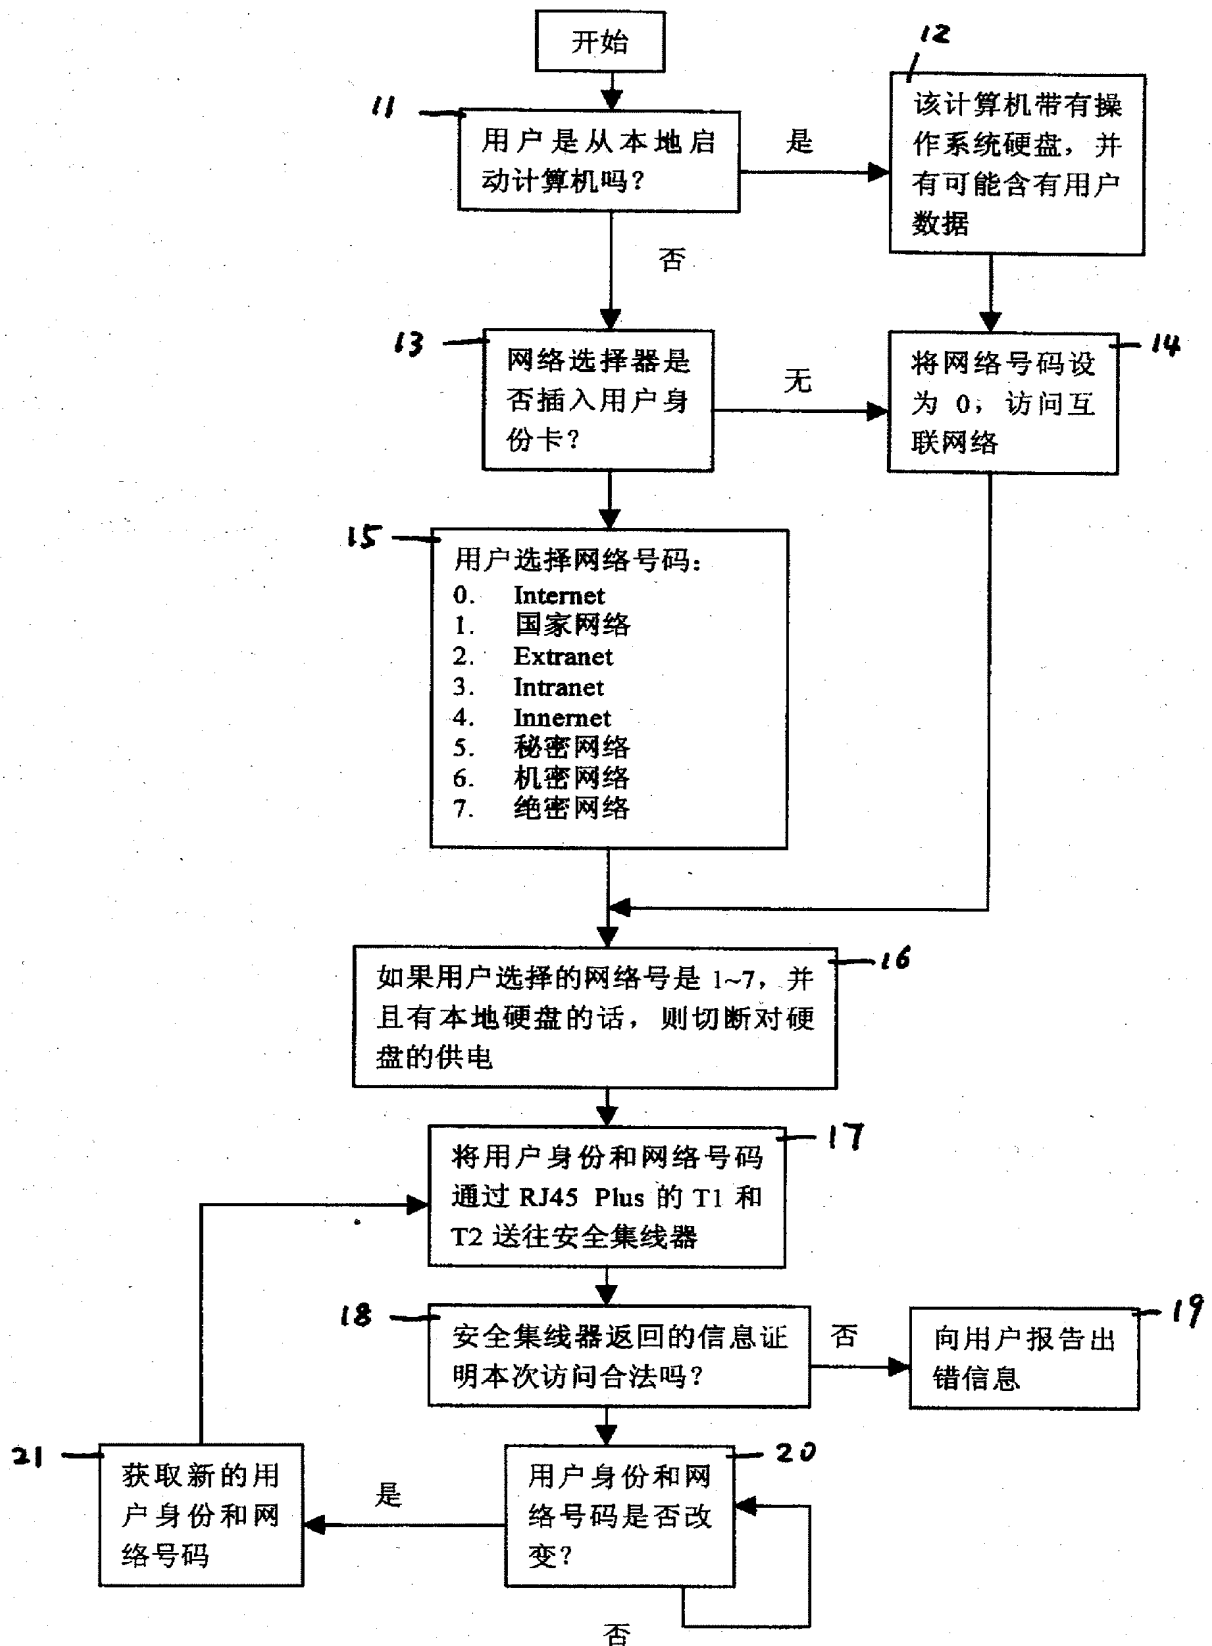 开始
11
用户是从本地启
动计算机吗？
是
12
该计算机带有操
作系统硬盘，并
有可能含有用户
数据
否
13
网络选择器是
否插入用户身
份卡？
无
14
将网络号码设
为 0，访问互
联网络
15
用户选择网络号码：
0. Internet
1. 国家网络
2. Extranet
3. Intranet
4. Innernet
5. 秘密网络
6. 机密网络
7. 绝密网络
16
如果用户选择的网络号是 1~7，并
且有本地硬盘的话，则切断对硬
盘的供电
17
将用户身份和网络号码
通过 RJ45 Plus 的 T1 和
T2 送往安全集线器
18
安全集线器返回的信息证
明本次访问合法吗？
否
19
向用户报告出
错信息
20
用户身份和网
络号码是否改
变？
是
21
获取新的用
户身份和网
络号码
否